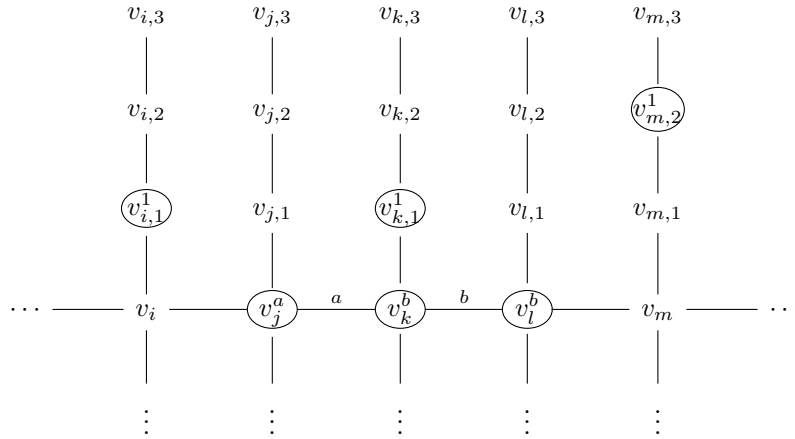 v_{i,3} v_{j,3} v_{k,3} v_{l,3} v_{m,3}
v_{i,2} v_{j,2} v_{k,2} v_{l,2} v^1_{m,2}
v^1_{i,1} v_{j,1} v^1_{k,1} v_{l,1} v_{m,1}
⋯ v_i v^a_j a v^b_k b v^b_l v_m ⋯
⋮ ⋮ ⋮ ⋮ ⋮